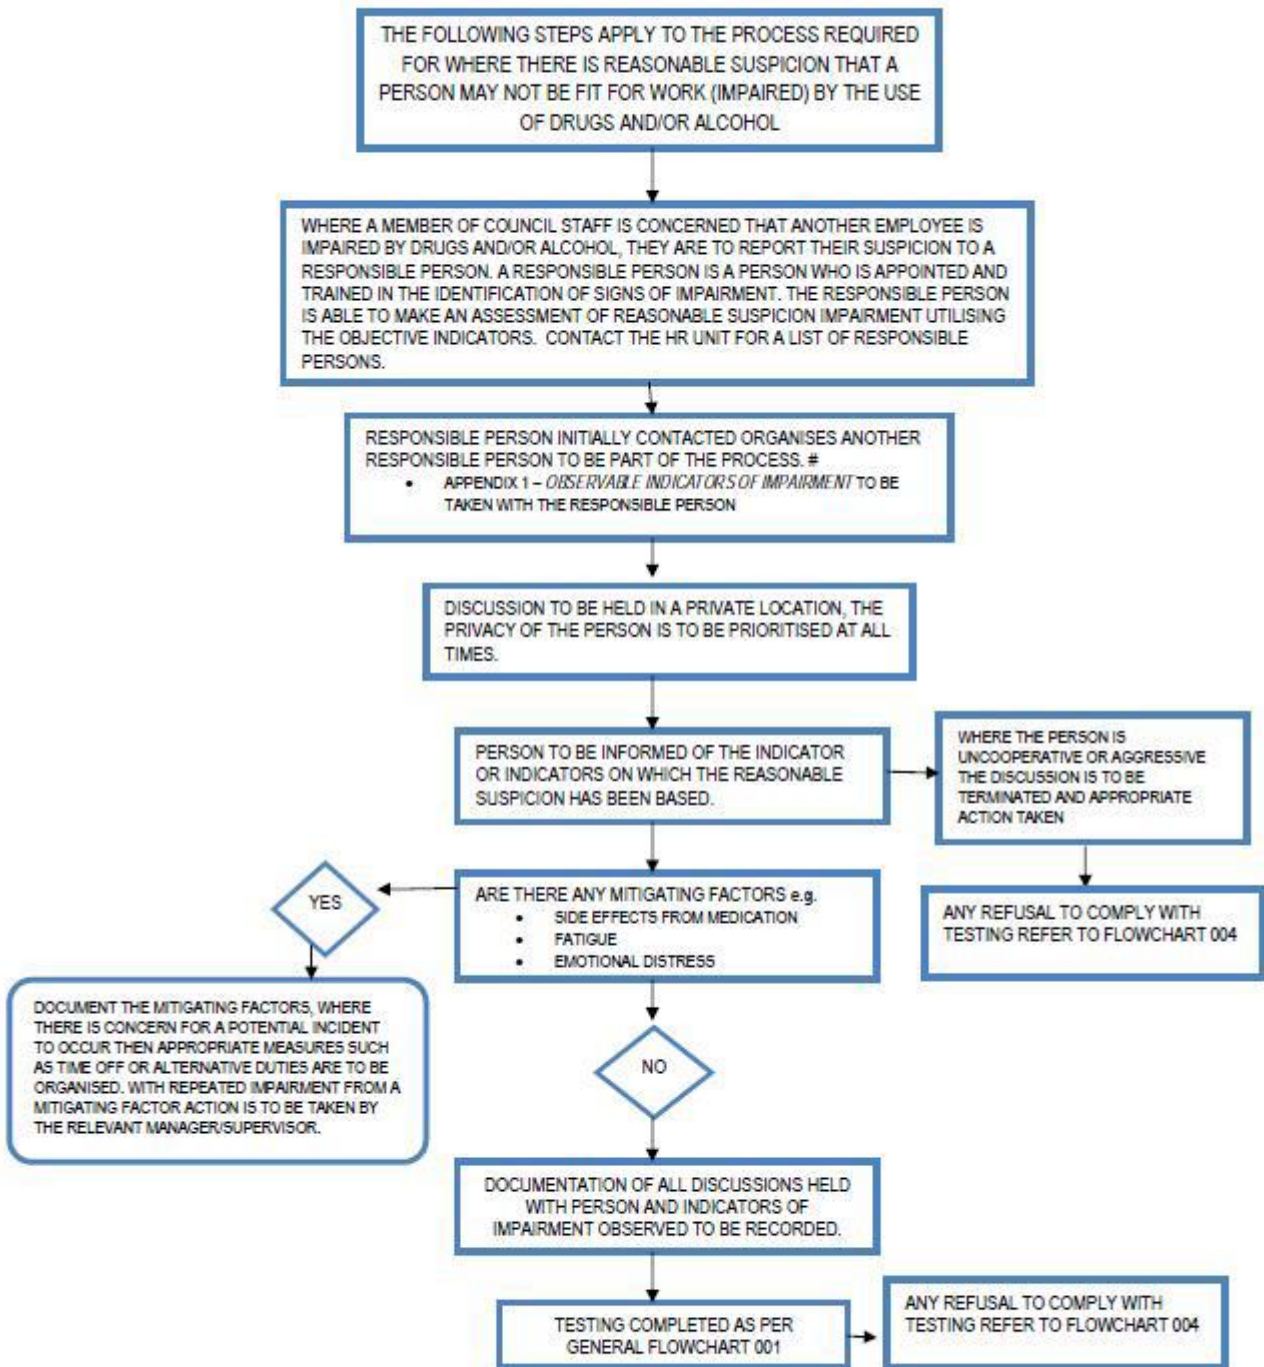 THE FOLLOWING STEPS APPLY TO THE PROCESS REQUIRED
FOR WHERE THERE IS REASONABLE SUSPICION THAT A
PERSON MAY NOT BE FIT FOR WORK (IMPAIRED) BY THE USE
OF DRUGS AND/OR ALCOHOL
WHERE A MEMBER OF COUNCIL STAFF IS CONCERNED THAT ANOTHER EMPLOYEE IS
IMPAIRED BY DRUGS AND/OR ALCOHOL, THEY ARE TO REPORT THEIR SUSPICION TO A
RESPONSIBLE PERSON. A RESPONSIBLE PERSON IS A PERSON WHO IS APPOINTED AND
TRAINED IN THE IDENTIFICATION OF SIGNS OF IMPAIRMENT. THE RESPONSIBLE PERSON
IS ABLE TO MAKE AN ASSESSMENT OF REASONABLE SUSPICION IMPAIRMENT UTILISING
THE OBJECTIVE INDICATORS. CONTACT THE HR UNIT FOR A LIST OF RESPONSIBLE
PERSONS.
RESPONSIBLE PERSON INITIALLY CONTACTED ORGANISES ANOTHER
RESPONSIBLE PERSON TO BE PART OF THE PROCESS. #
• APPENDIX 1 – OBSERVABLE INDICATORS OF IMPAIRMENT TO BE
TAKEN WITH THE RESPONSIBLE PERSON
DISCUSSION TO BE HELD IN A PRIVATE LOCATION, THE
PRIVACY OF THE PERSON IS TO BE PRIORITISED AT ALL
TIMES.
PERSON TO BE INFORMED OF THE INDICATOR
OR INDICATORS ON WHICH THE REASONABLE
SUSPICION HAS BEEN BASED.
WHERE THE PERSON IS
UNCOOPERATIVE OR AGGRESSIVE
THE DISCUSSION IS TO BE
TERMINATED AND APPROPRIATE
ACTION TAKEN
ANY REFUSAL TO COMPLY WITH
TESTING REFER TO FLOWCHART 004
ARE THERE ANY MITIGATING FACTORS e.g.
• SIDE EFFECTS FROM MEDICATION
• FATIGUE
• EMOTIONAL DISTRESS
YES
DOCUMENT THE MITIGATING FACTORS, WHERE
THERE IS CONCERN FOR A POTENTIAL INCIDENT
TO OCCUR THEN APPROPRIATE MEASURES SUCH
AS TIME OFF OR ALTERNATIVE DUTIES ARE TO BE
ORGANISED. WITH REPEATED IMPAIRMENT FROM A
MITIGATING FACTOR ACTION IS TO BE TAKEN BY
THE RELEVANT MANAGER/SUPERVISOR.
NO
DOCUMENTATION OF ALL DISCUSSIONS HELD
WITH PERSON AND INDICATORS OF
IMPAIRMENT OBSERVED TO BE RECORDED.
TESTING COMPLETED AS PER
GENERAL FLOWCHART 001
ANY REFUSAL TO COMPLY WITH
TESTING REFER TO FLOWCHART 004